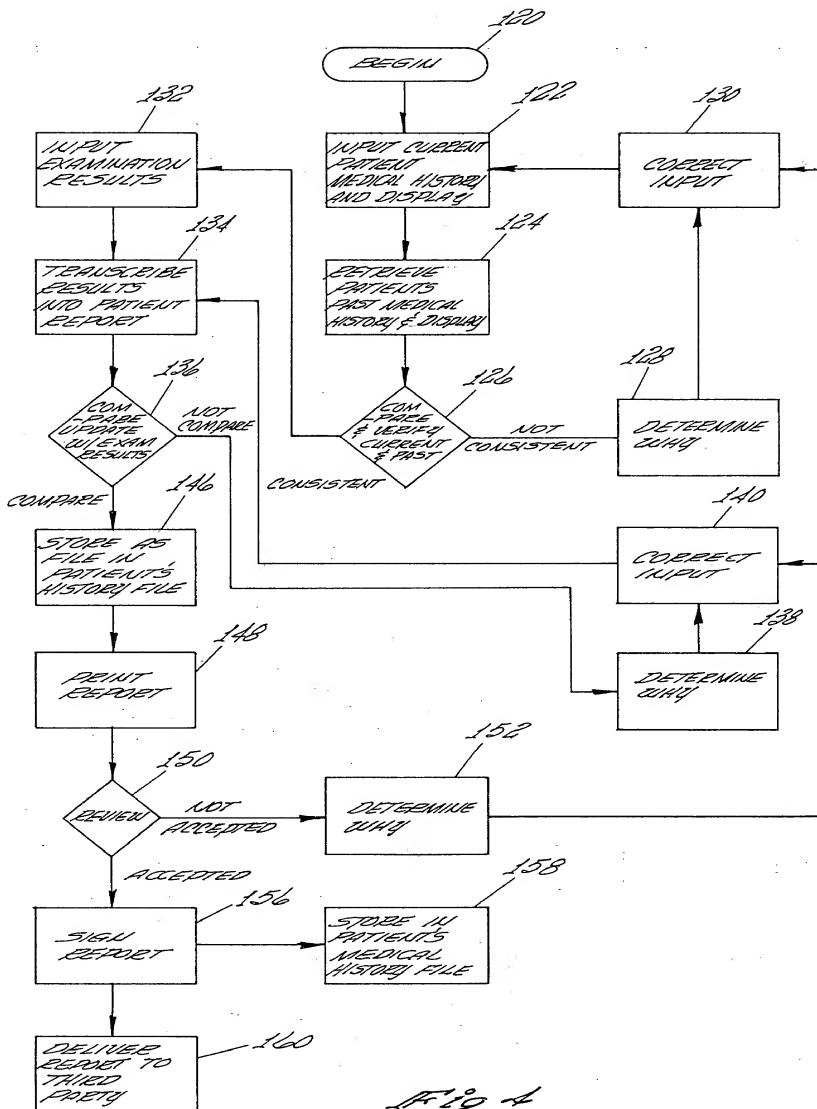 120
BEGIN
132
122
130
INPUT
EXAMINATION
RESULTS
INPUT CURRENT
PATIENT
MEDICAL HISTORY
AND DISPLAY
CORRECT
INPUT
134
124
TRANSCRIBE
RESULTS
INTO PATIENT
REPORT
RETRIEVE
PATIENTS
PAST MEDICAL
HISTORY & DISPLAY
136
126
128
COM
-PARE
UPDATE
W/EXAM
RESULTS
NOT
COMPARE
COM
-PARE
& VERIFY
CURRENT
& PAST
NOT
CONSISTENT
DETERMINE
WHY
CONSISTENT
COMPARE
146
140
STORE AS
FILE IN
PATIENT'S
HISTORY FILE
CORRECT
INPUT
148
138
PRINT
REPORT
DETERMINE
WHY
150
152
REVIEW
NOT
ACCEPTED
DETERMINE
WHY
ACCEPTED
156
158
SIGN
REPORT
STORE IN
PATIENT'S
MEDICAL
HISTORY FILE
160
DELIVER
REPORT TO
THIRD
PARTY
Fig 4